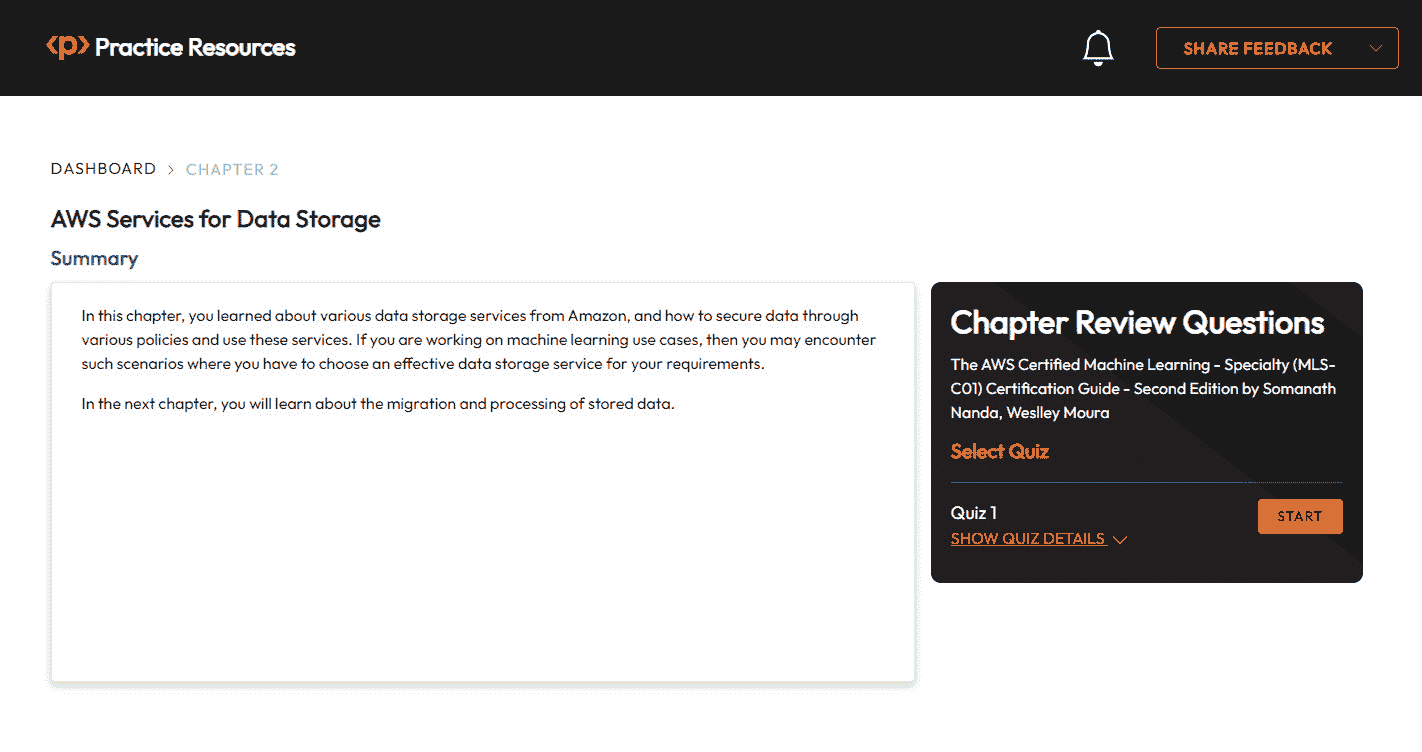 <p> Practice Resources
SHARE FEEDBACK
DASHBOARD > CHAPTER 2
AWS Services for Data Storage
Summary
In this chapter, you learned about various data storage services from Amazon, and how to secure data through
various policies and use these services. If you are working on machine learning use cases, then you may encounter
such scenarios where you have to choose an effective data storage service for your requirements.
In the next chapter, you will learn about the migration and processing of stored data.
Chapter Review Questions
The AWS Certified Machine Learning - Specialty (MLS-
C01) Certification Guide - Second Edition by Somanath
Nanda, Weslley Moura
Select Quiz
Quiz 1
START
SHOW QUIZ DETAILS